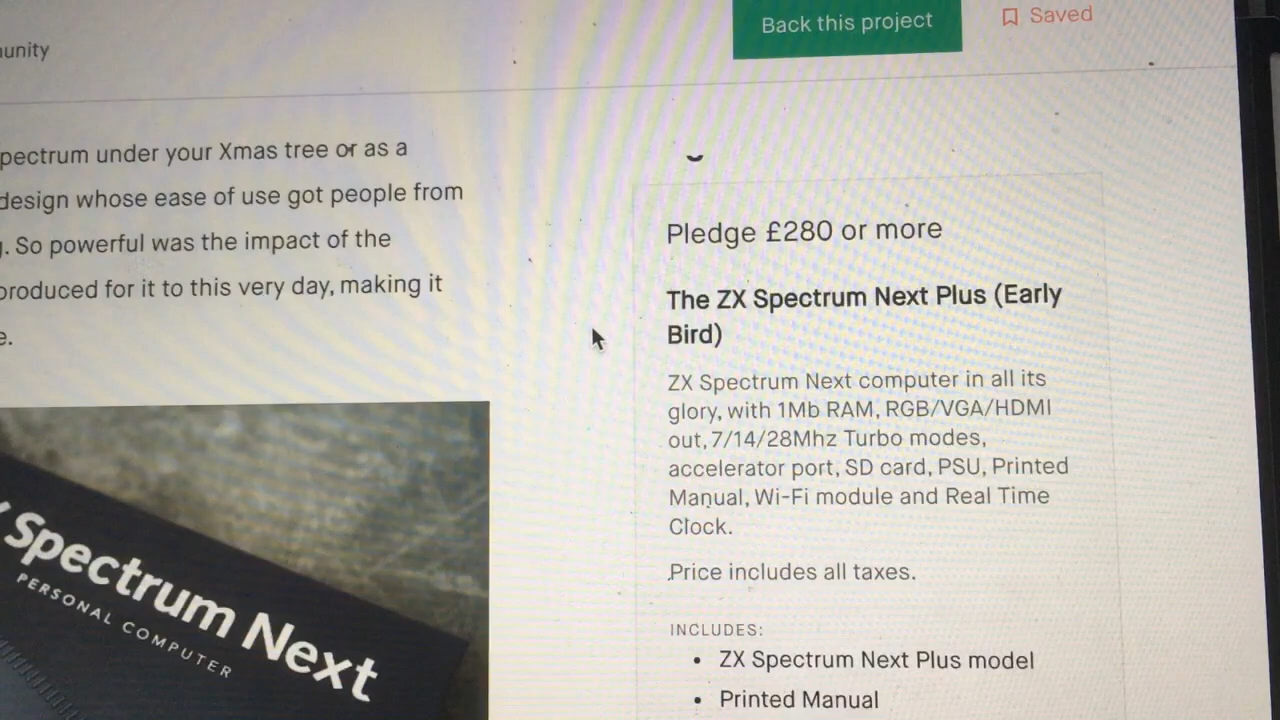 Back this project
Saved
unity
pectrum under your Xmas tree or as a
design whose ease of use got people from
. So powerful was the impact of the
produced for it to this very day, making it
e.
Pledge £280 or more
The ZX Spectrum Next Plus (Early
Bird)
ZX Spectrum Next computer in all its
glory, with 1Mb RAM, RGB/VGA/HDMI
out, 7/14/28Mhz Turbo modes,
accelerator port, SD card, PSU, Printed
Manual, Wi-Fi module and Real Time
Clock.
Price includes all taxes.
INCLUDES:
• ZX Spectrum Next Plus model
• Printed Manual
Spectrum Next
PERSONAL COMPUTER